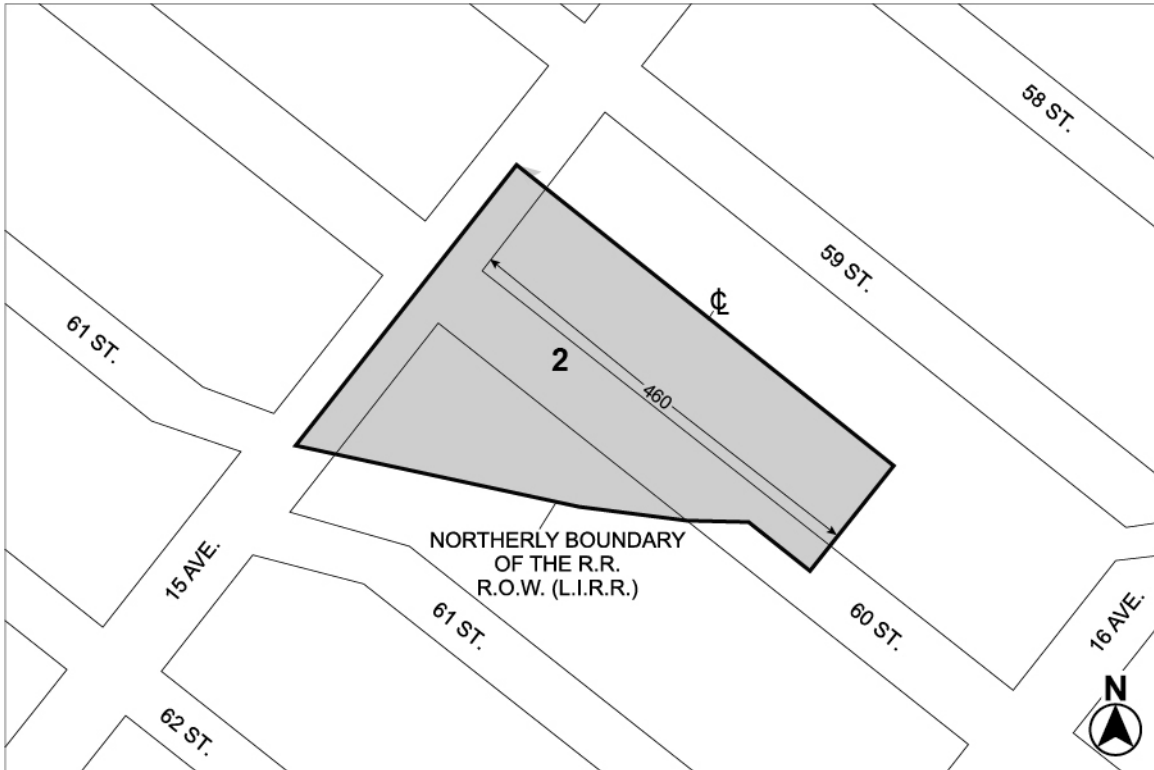 58 ST.
59 ST.
℄
61 ST.
2
460
NORTHERLY BOUNDARY
OF THE R.R.
R.O.W. (L.I.R.R.)
15 AVE.
61 ST.
60 ST.
16 AVE.
N
62 ST.